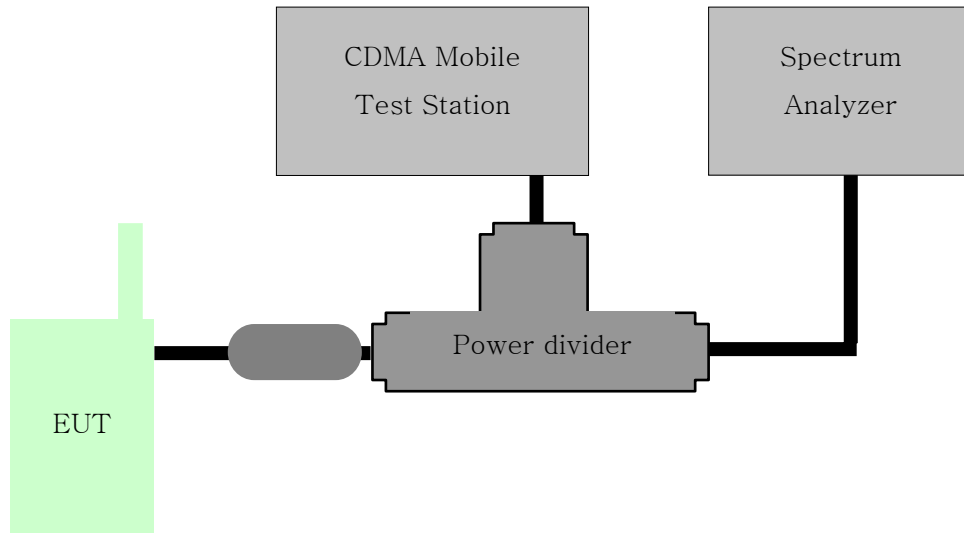 CDMA Mobile
Test Station
Spectrum
Analyzer
Power divider
EUT